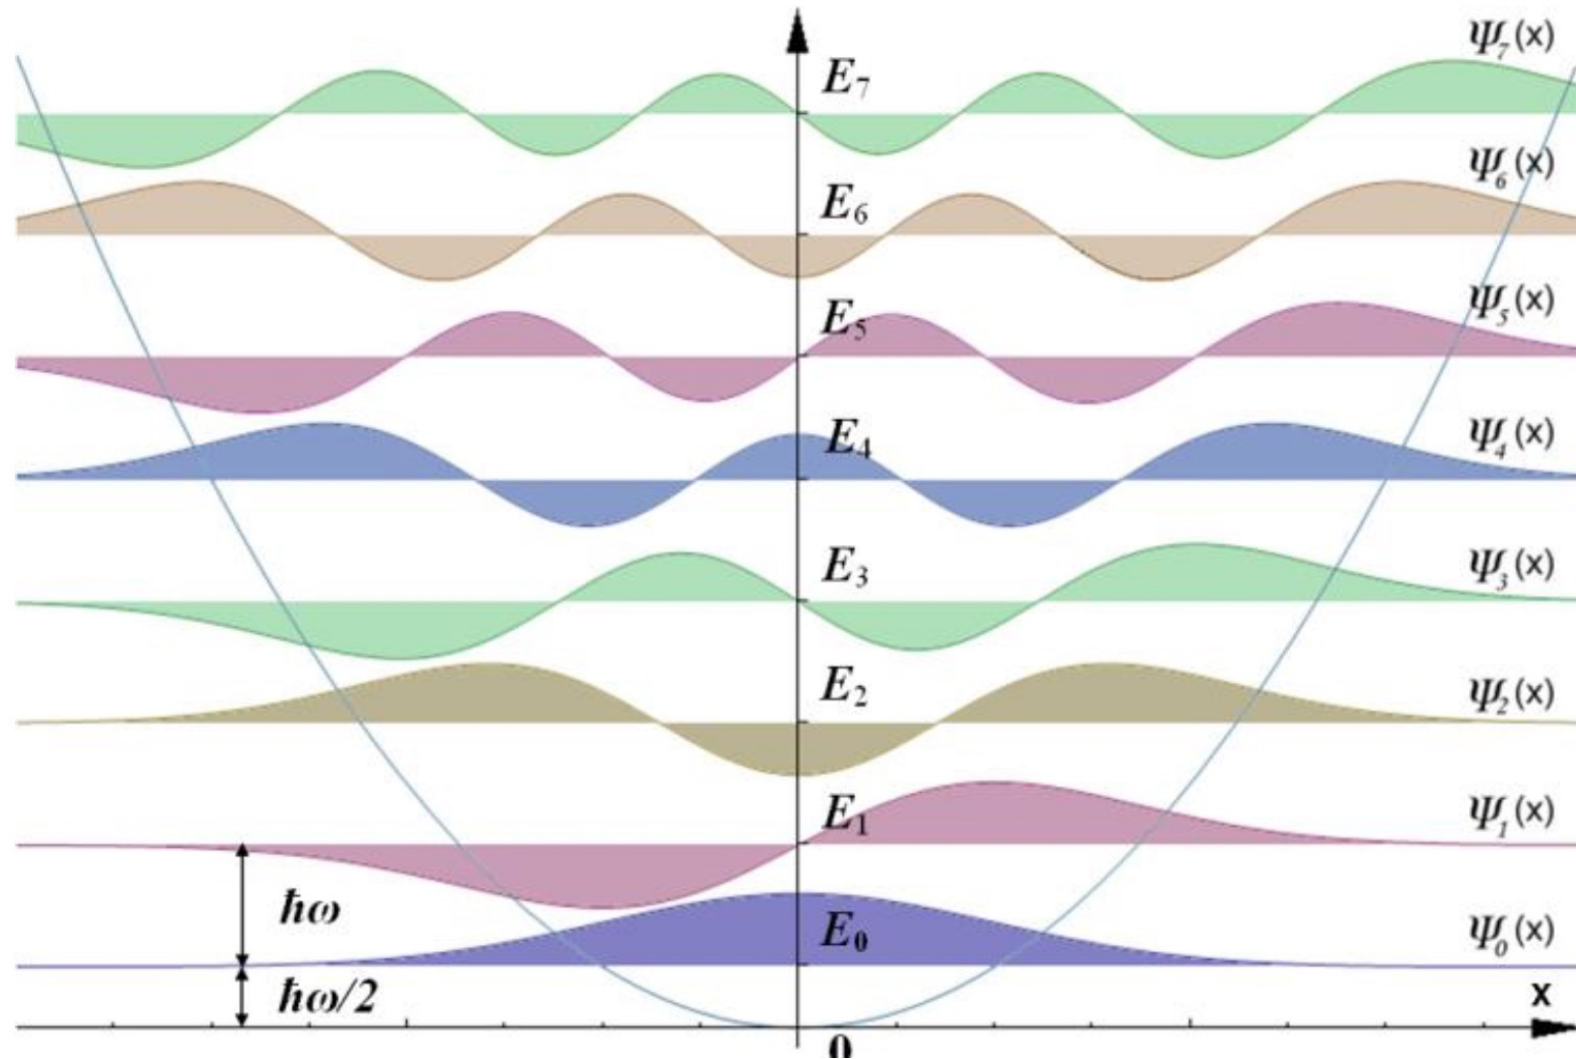 Ψ₇(x)
E₇
Ψ₆(x)
E₆
Ψ₅(x)
E₅
Ψ₄(x)
E₄
Ψ₃(x)
E₃
Ψ₂(x)
E₂
Ψ₁(x)
E₁
ħω
Ψ₀(x)
E₀
ħω/2
x
0